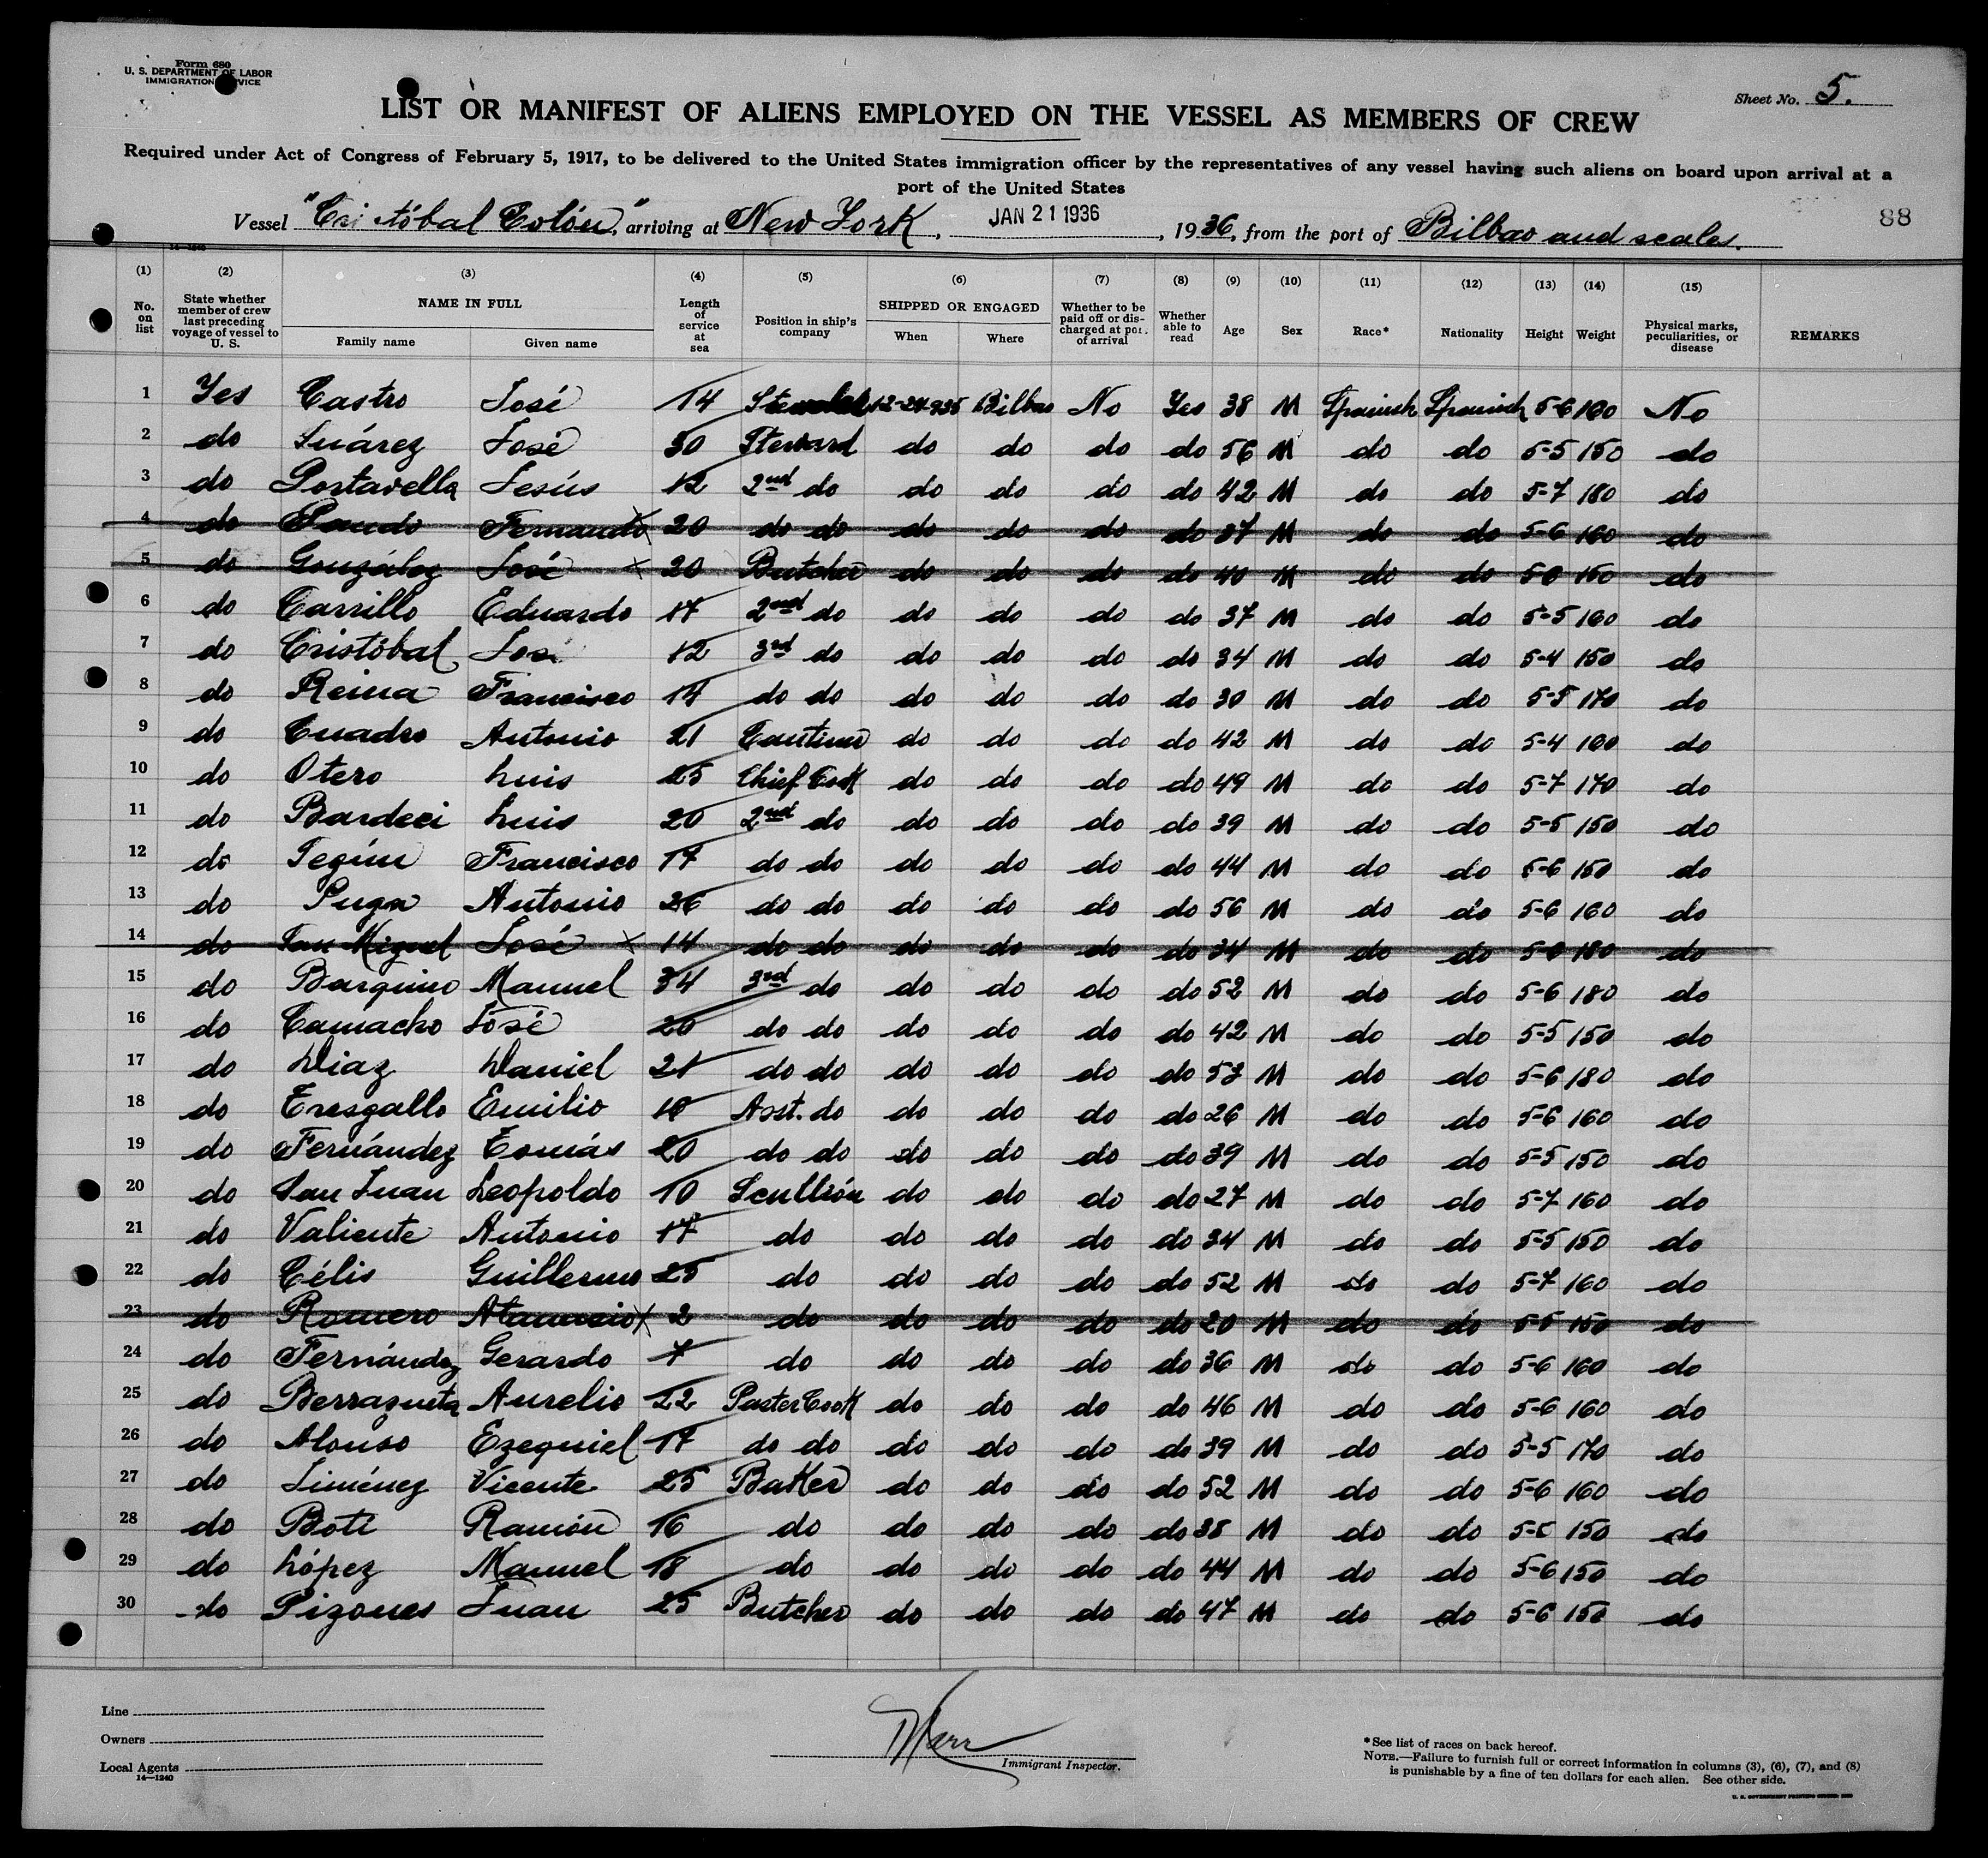 Form 680
U. S. DEPARTMENT OF LABOR
IMMIGRATION SERVICE
Sheet No. 5.
LIST OR MANIFEST OF ALIENS EMPLOYED ON THE VESSEL AS MEMBERS OF CREW
Required under Act of Congress of February 5, 1917, to be delivered to the United States immigration officer by the representatives of any vessel having such aliens on board upon arrival at a
port of the United States
Vessel "Cristóbal Colón", arriving at New York, JAN 21 1936, 1936, from the port of Bilbao and scales.
88
14-1240
(1) (2) (3) (4) (5) (6) (7) (8) (9) (10) (11) (12) (13) (14) (15)
No. on list
State whether member of crew last preceding voyage of vessel to U. S.
NAME IN FULL
Family name
Given name
Length of service at sea
Position in ship's company
SHIPPED OR ENGAGED
When
Where
Whether to be paid off or discharged at port of arrival
Whether able to read
Age
Sex
Race*
Nationality
Height
Weight
Physical marks, peculiarities, or disease
REMARKS
1 Yes Castro José 14 12-24-935 Bilbao No Yes 38 M Spanish Spanish 5-6 160 No
2 do Suárez José 30 Steward do do do do 56 M do do 5-5 150 do
3 do Portavella Jesús 12 2nd do do do do do 42 M do do 5-7 180 do
4 do Fernando x 20 do do do do do do 37 M do do 5-6 160 do
5 do González José x 20 Butcher do do do do 40 M do do do
6 do Carrillo Eduardo 17 2nd do do do do do 37 M do do 5-5 160 do
7 do Cristóbal José 12 3rd do do do do do 34 M do do 5-4 150 do
8 do Reina Francisco 14 do do do do do do 30 M do do 5-5 170 do
9 do Cuadro Antonio 21 do do do do 42 M do do 5-4 160 do
10 do Otero Luis 25 Chief Cook do do do do 49 M do do 5-7 170 do
11 do Bardeci Luis 20 2nd do do do do do 39 M do do 5-5 150 do
12 do Francisco 17 do do do do do do 44 M do do 5-6 150 do
13 do Puga Antonio 26 do do do do do do 56 M do do 5-6 160 do
14 do San Miguel José x 14 do do do do do do 34 M do do 180 do
15 do Manuel 34 3rd do do do do do 52 M do do 5-6 180 do
16 do Camacho José 20 do do do do do do 42 M do do 5-5 150 do
17 do Diaz Daniel 21 do do do do do do M do do 5-6 180 do
18 do Tresgallo Emilio 10 Asst. do do do do do 26 M do do 5-6 160 do
19 do Fernández Tomás 20 do do do do do do 39 M do do 5-5 150 do
20 do San Juan Leopoldo 10 Scullión do do do do 27 M do do 5-7 160 do
21 do Valiente Antonio 17 do do do do do 34 M do do 5-5 150 do
22 do Célis Guillermo 25 do do do do do 52 M do do 5-7 160 do
23 do Romero x 2 do do do do do 20 M do do 5-5 150 do
24 do Fernández Gerardo 7 do do do do do 36 M do do 5-6 160 do
25 do Berrazueta Aurelio 22 Paster Cook do do do do 46 M do do 5-6 160 do
26 do Alonso Ezequiel 17 do do do do do do 39 M do do 5-5 170 do
27 do Jiménez Vicente 25 Baker do do do do 52 M do do 5-6 160 do
28 do Boti Ramón 16 do do do do do 38 M do do 150 do
29 do López Manuel 18 do do do do do 44 M do do 5-6 150 do
30 do Pizones Juan 25 Butcher do do do do 47 M do do 5-6 150 do
Line
Owners
Local Agents
14—1240
Immigrant Inspector.
*See list of races on back hereof.
NOTE.—Failure to furnish full or correct information in columns (3), (6), (7), and (8)
is punishable by a fine of ten dollars for each alien. See other side.